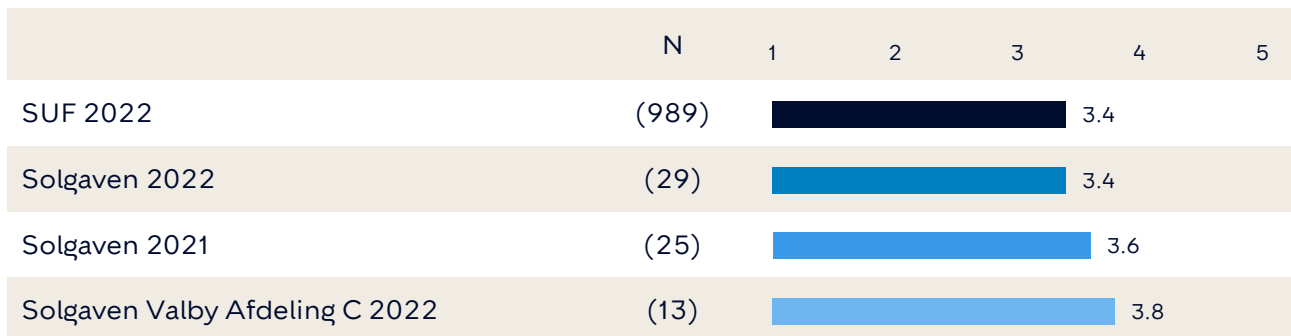 N 1 2 3 4 5
SUF 2022 (989) 3.4
Solgaven 2022 (29) 3.4
Solgaven 2021 (25) 3.6
Solgaven Valby Afdeling C 2022 (13) 3.8